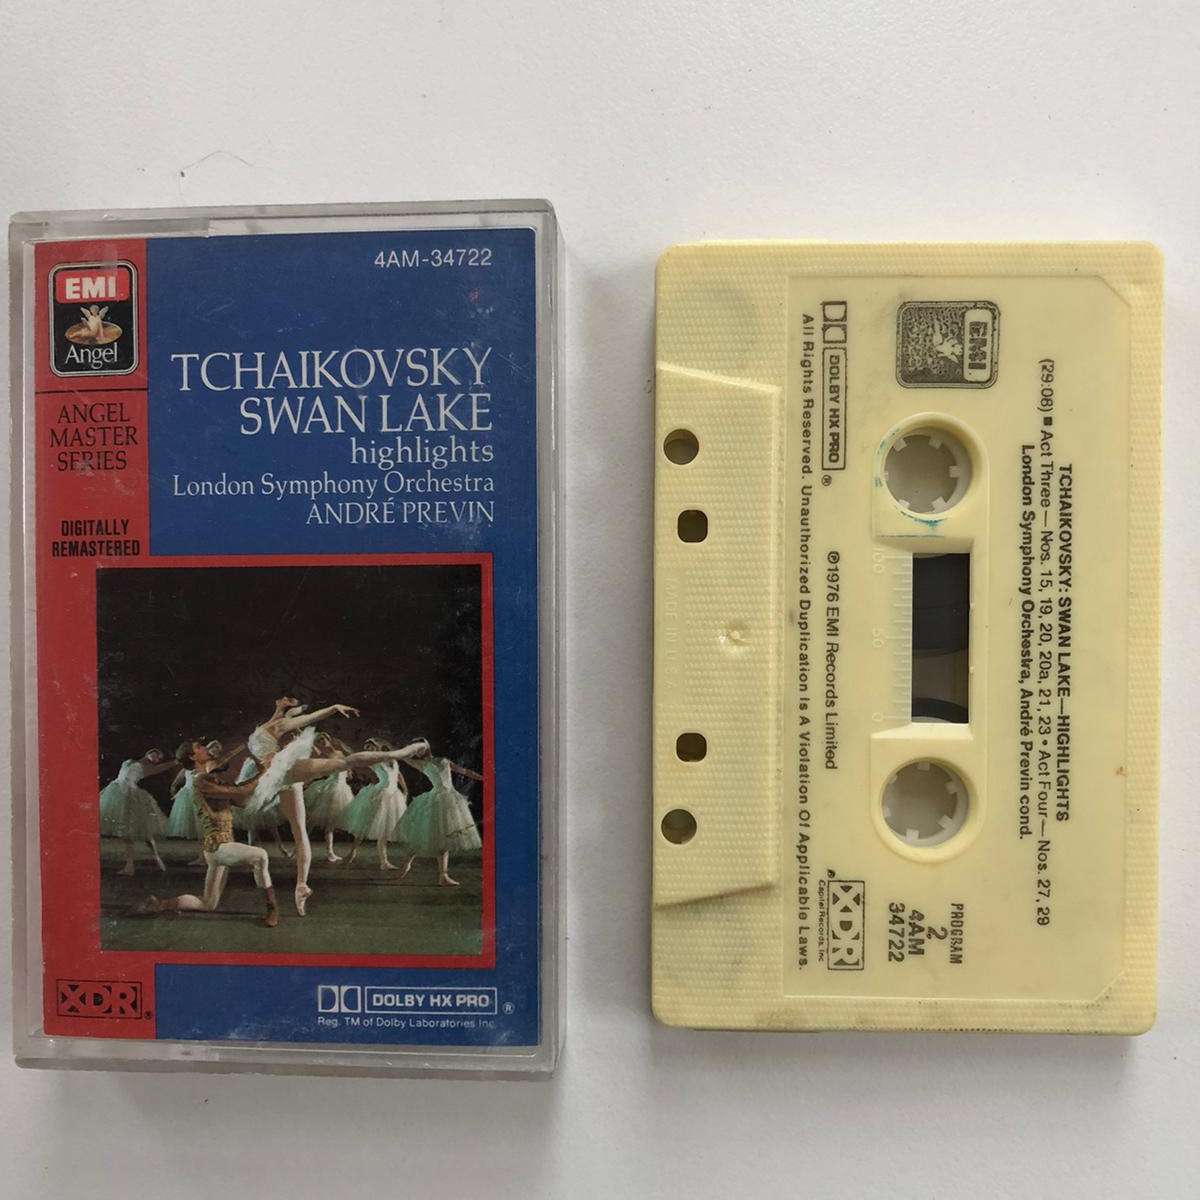 4AM-34722
EMI
Angel
TCHAIKOVSKY
SWAN LAKE
highlights
London Symphony Orchestra
ANDRÉ PREVIN
ANGEL
MASTER
SERIES
DIGITALLY
REMASTERED
XDR®
DOLBY HX PRO ®
Reg. TM of Dolby Laboratories Inc.
EMI
TCHAIKOVSKY: SWAN LAKE—HIGHLIGHTS
(29:08) ■ Act Three— Nos. 15, 19, 20, 20a, 21, 23 • Act Four— Nos. 27, 29
London Symphony Orchestra, André Previn cond.
PROGRAM
2
4AM
34722
100 50 0
DOLBY HX PRO ®
℗1976 EMI Records Limited
XDR®
Capitol Records, Inc
All Rights Reserved. Unauthorized Duplication Is A Violation Of Applicable Laws.
MADE IN U.S.A.